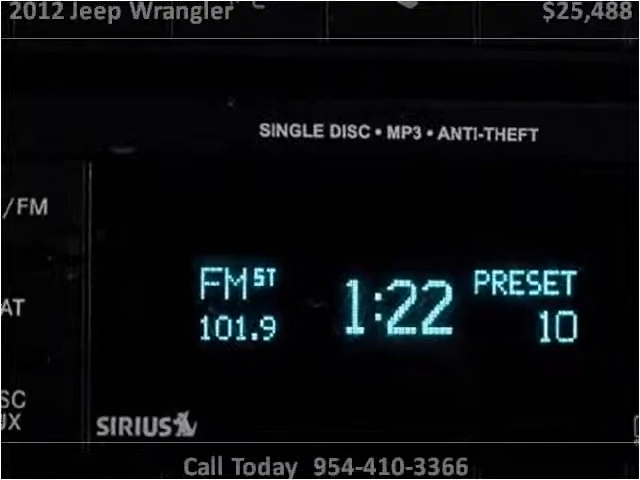 2012 Jeep Wrangler $25,488
SINGLE DISC • MP3 • ANTI-THEFT
/FM
FM ST 1:22 PRESET
101.9 10
AT
SC
UX
SIRIUS
Call Today 954-410-3366